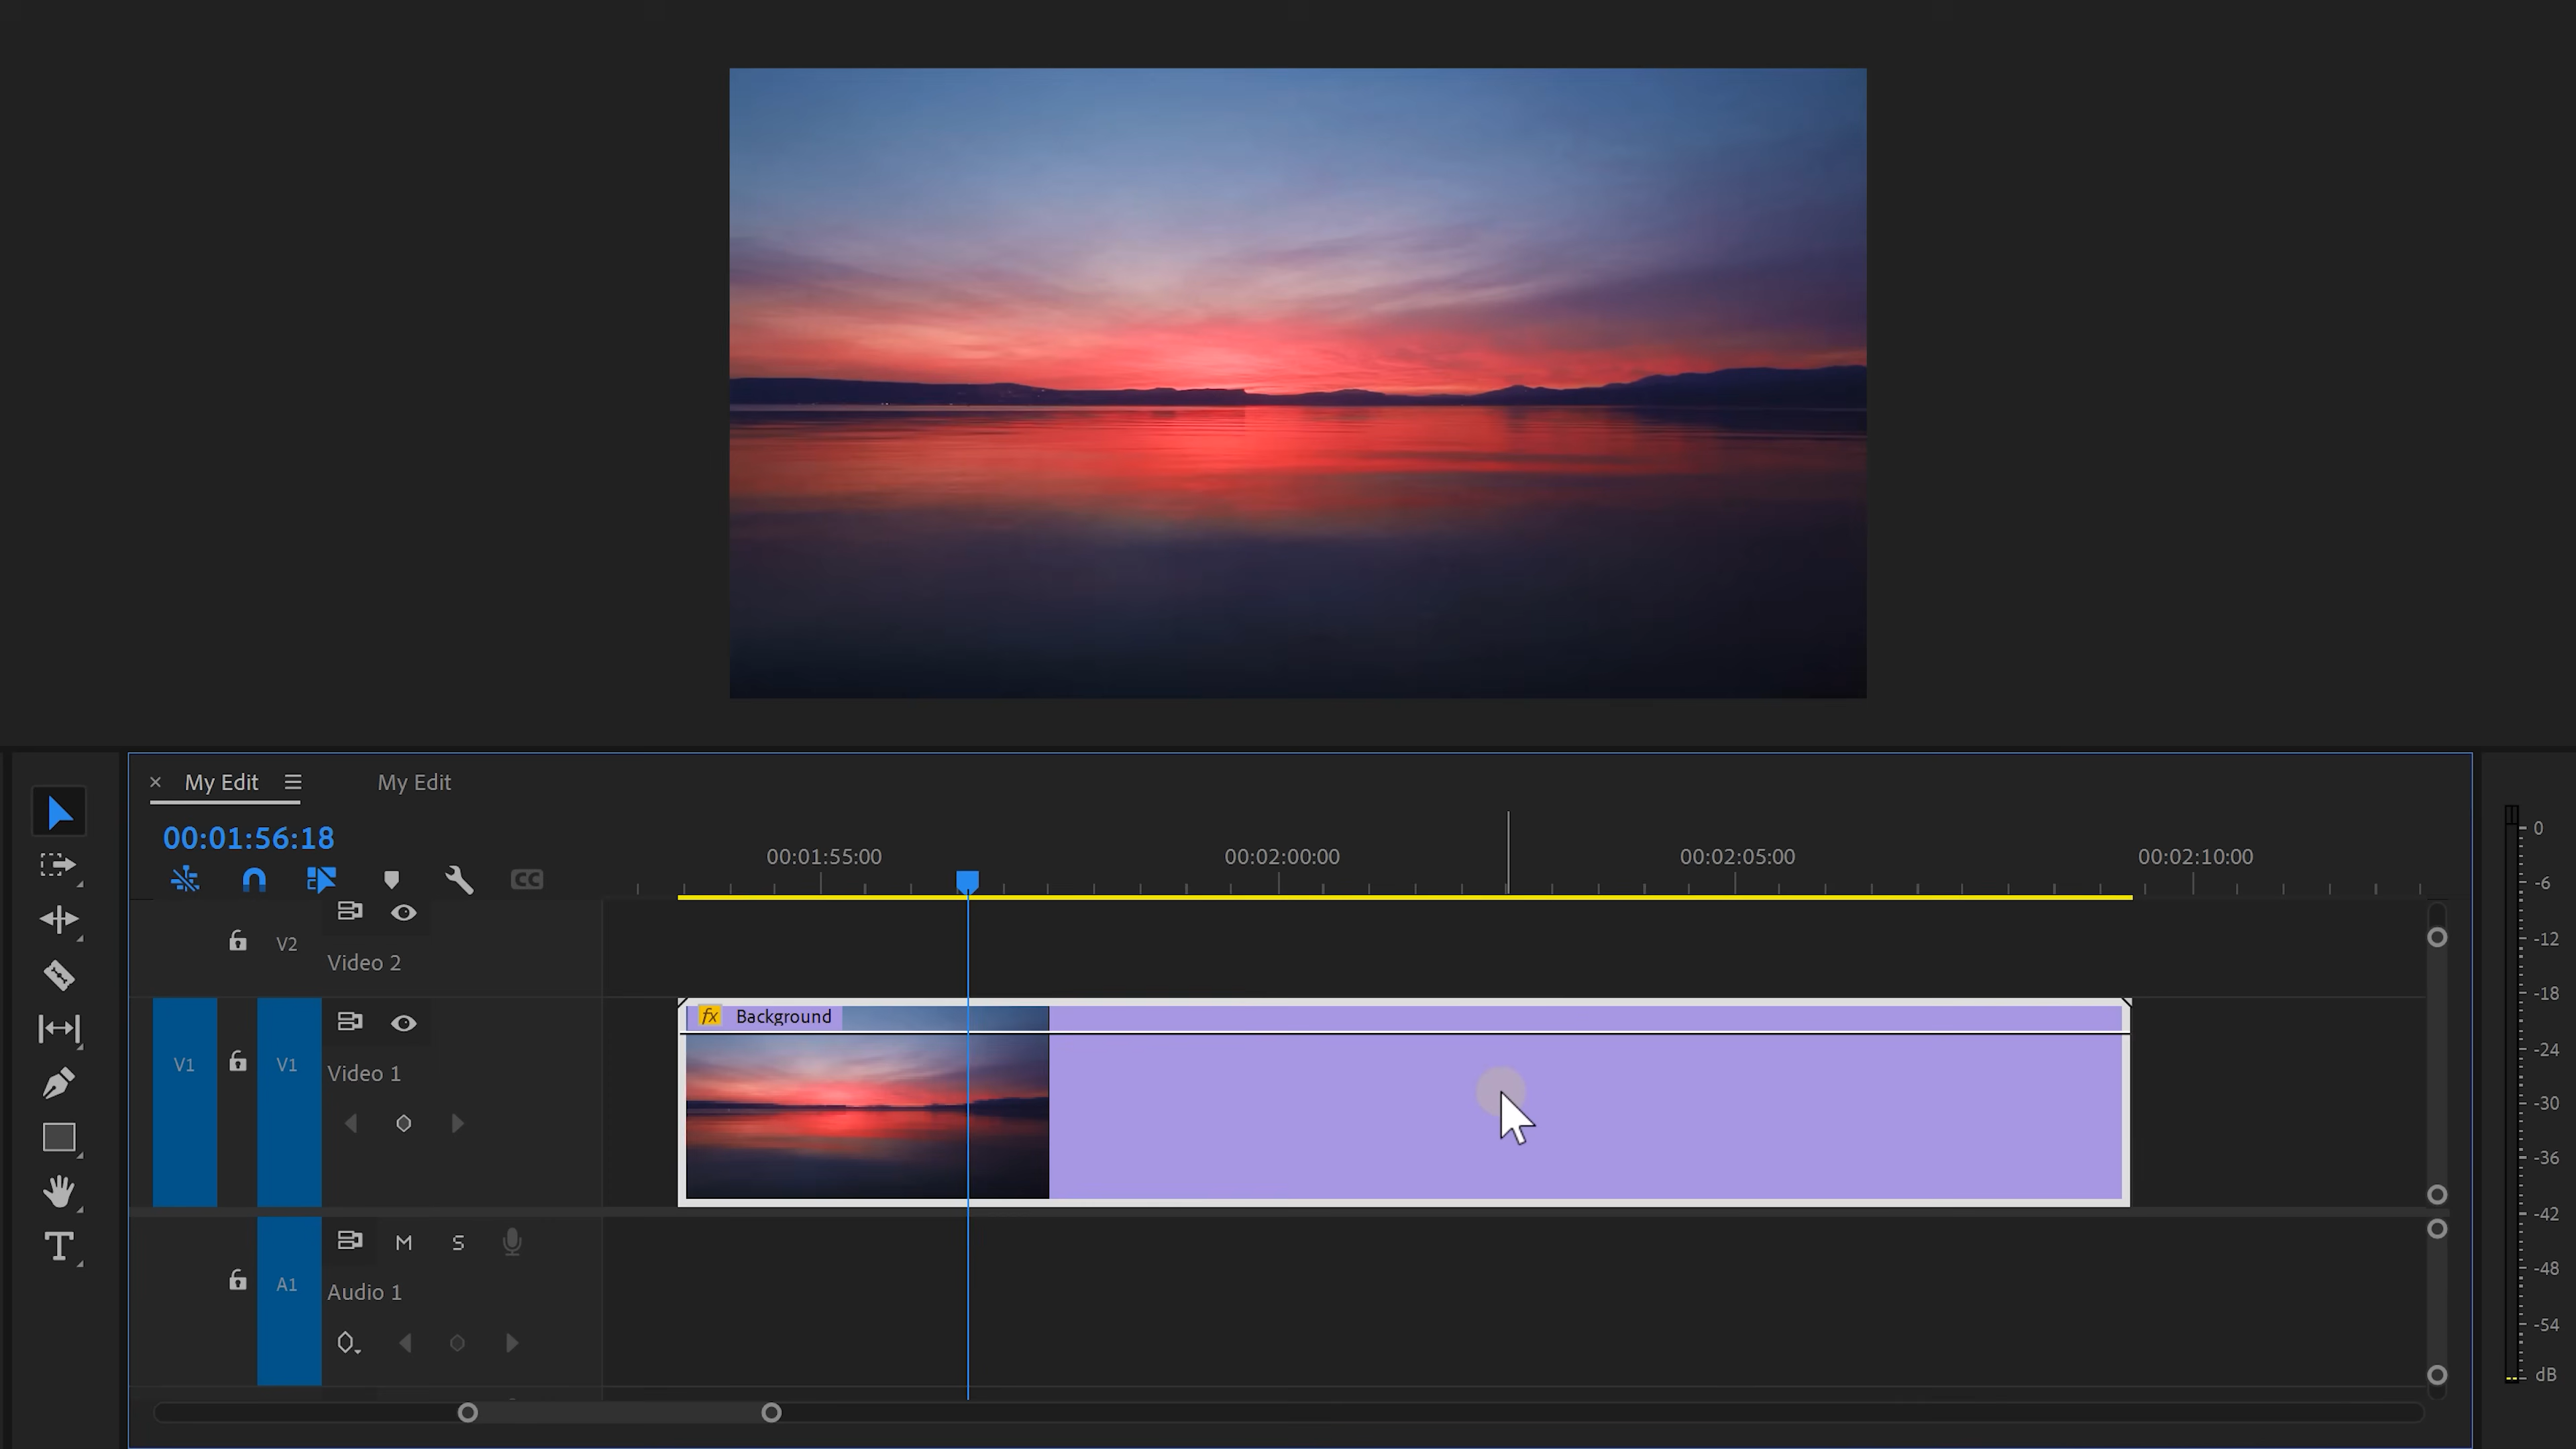 My Edit
My Edit
00:01:56:18
00:01:55:00
00:02:00:00
00:02:05:00
00:02:10:00
CC
V2
Video 2
V1
V1
Video 1
fx Background
A1
M
S
Audio 1
T
0
-6
-12
-18
-24
-30
-36
-42
-48
-54
dB